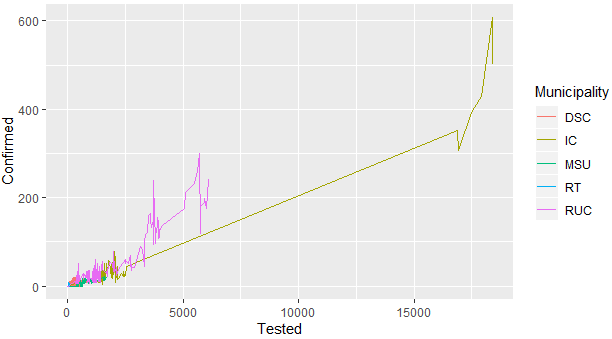 600
400
200
0
Confirmed
0 5000 10000 15000
Tested
Municipality
DSC
IC
MSU
RT
RUC